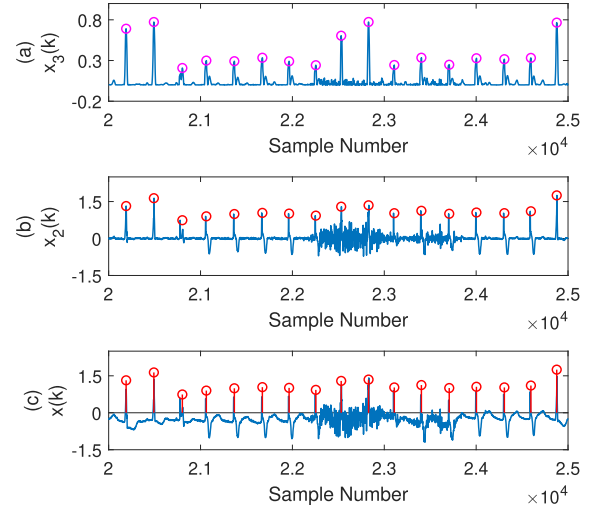 (a)
x3(k)
0.8
0.3
-0.2
2 2.1 2.2 2.3 2.4 2.5
Sample Number
×10^4
(b)
x2(k)
1.5
0
-1.5
2 2.1 2.2 2.3 2.4 2.5
Sample Number
×10^4
(c)
x(k)
1.5
0
-1.5
2 2.1 2.2 2.3 2.4 2.5
Sample Number
×10^4